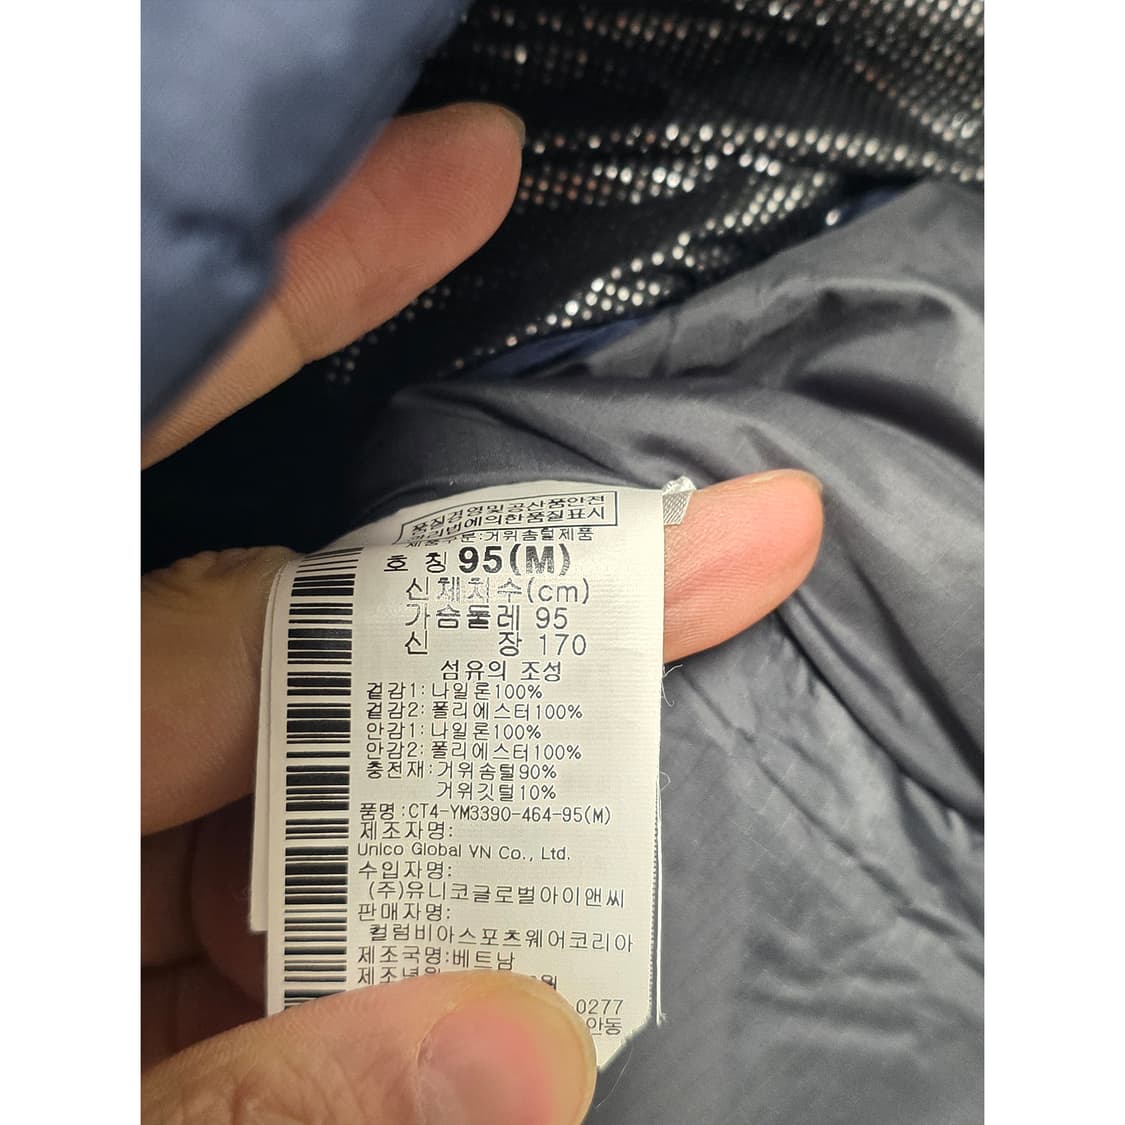 품질경영및공산품안전
관리법에의한품질표시
제품구분:거위솜털제품
호 칭 95(M)
신체치수(cm)
가슴둘레 95
신 장 170
섬유의 조성
겉감1: 나일론100%
겉감2: 폴리에스터100%
안감1: 나일론100%
안감2: 폴리에스터100%
충전재: 거위솜털90%
거위깃털10%
품명:CT4-YM3390-464-95(M)
제조자명:
Unico Global VN Co., Ltd.
수입자명:
(주)유니코글로벌아이앤씨
판매자명:
컬럼비아스포츠웨어코리아
제조국명:베트남
제조년월
0277
안동